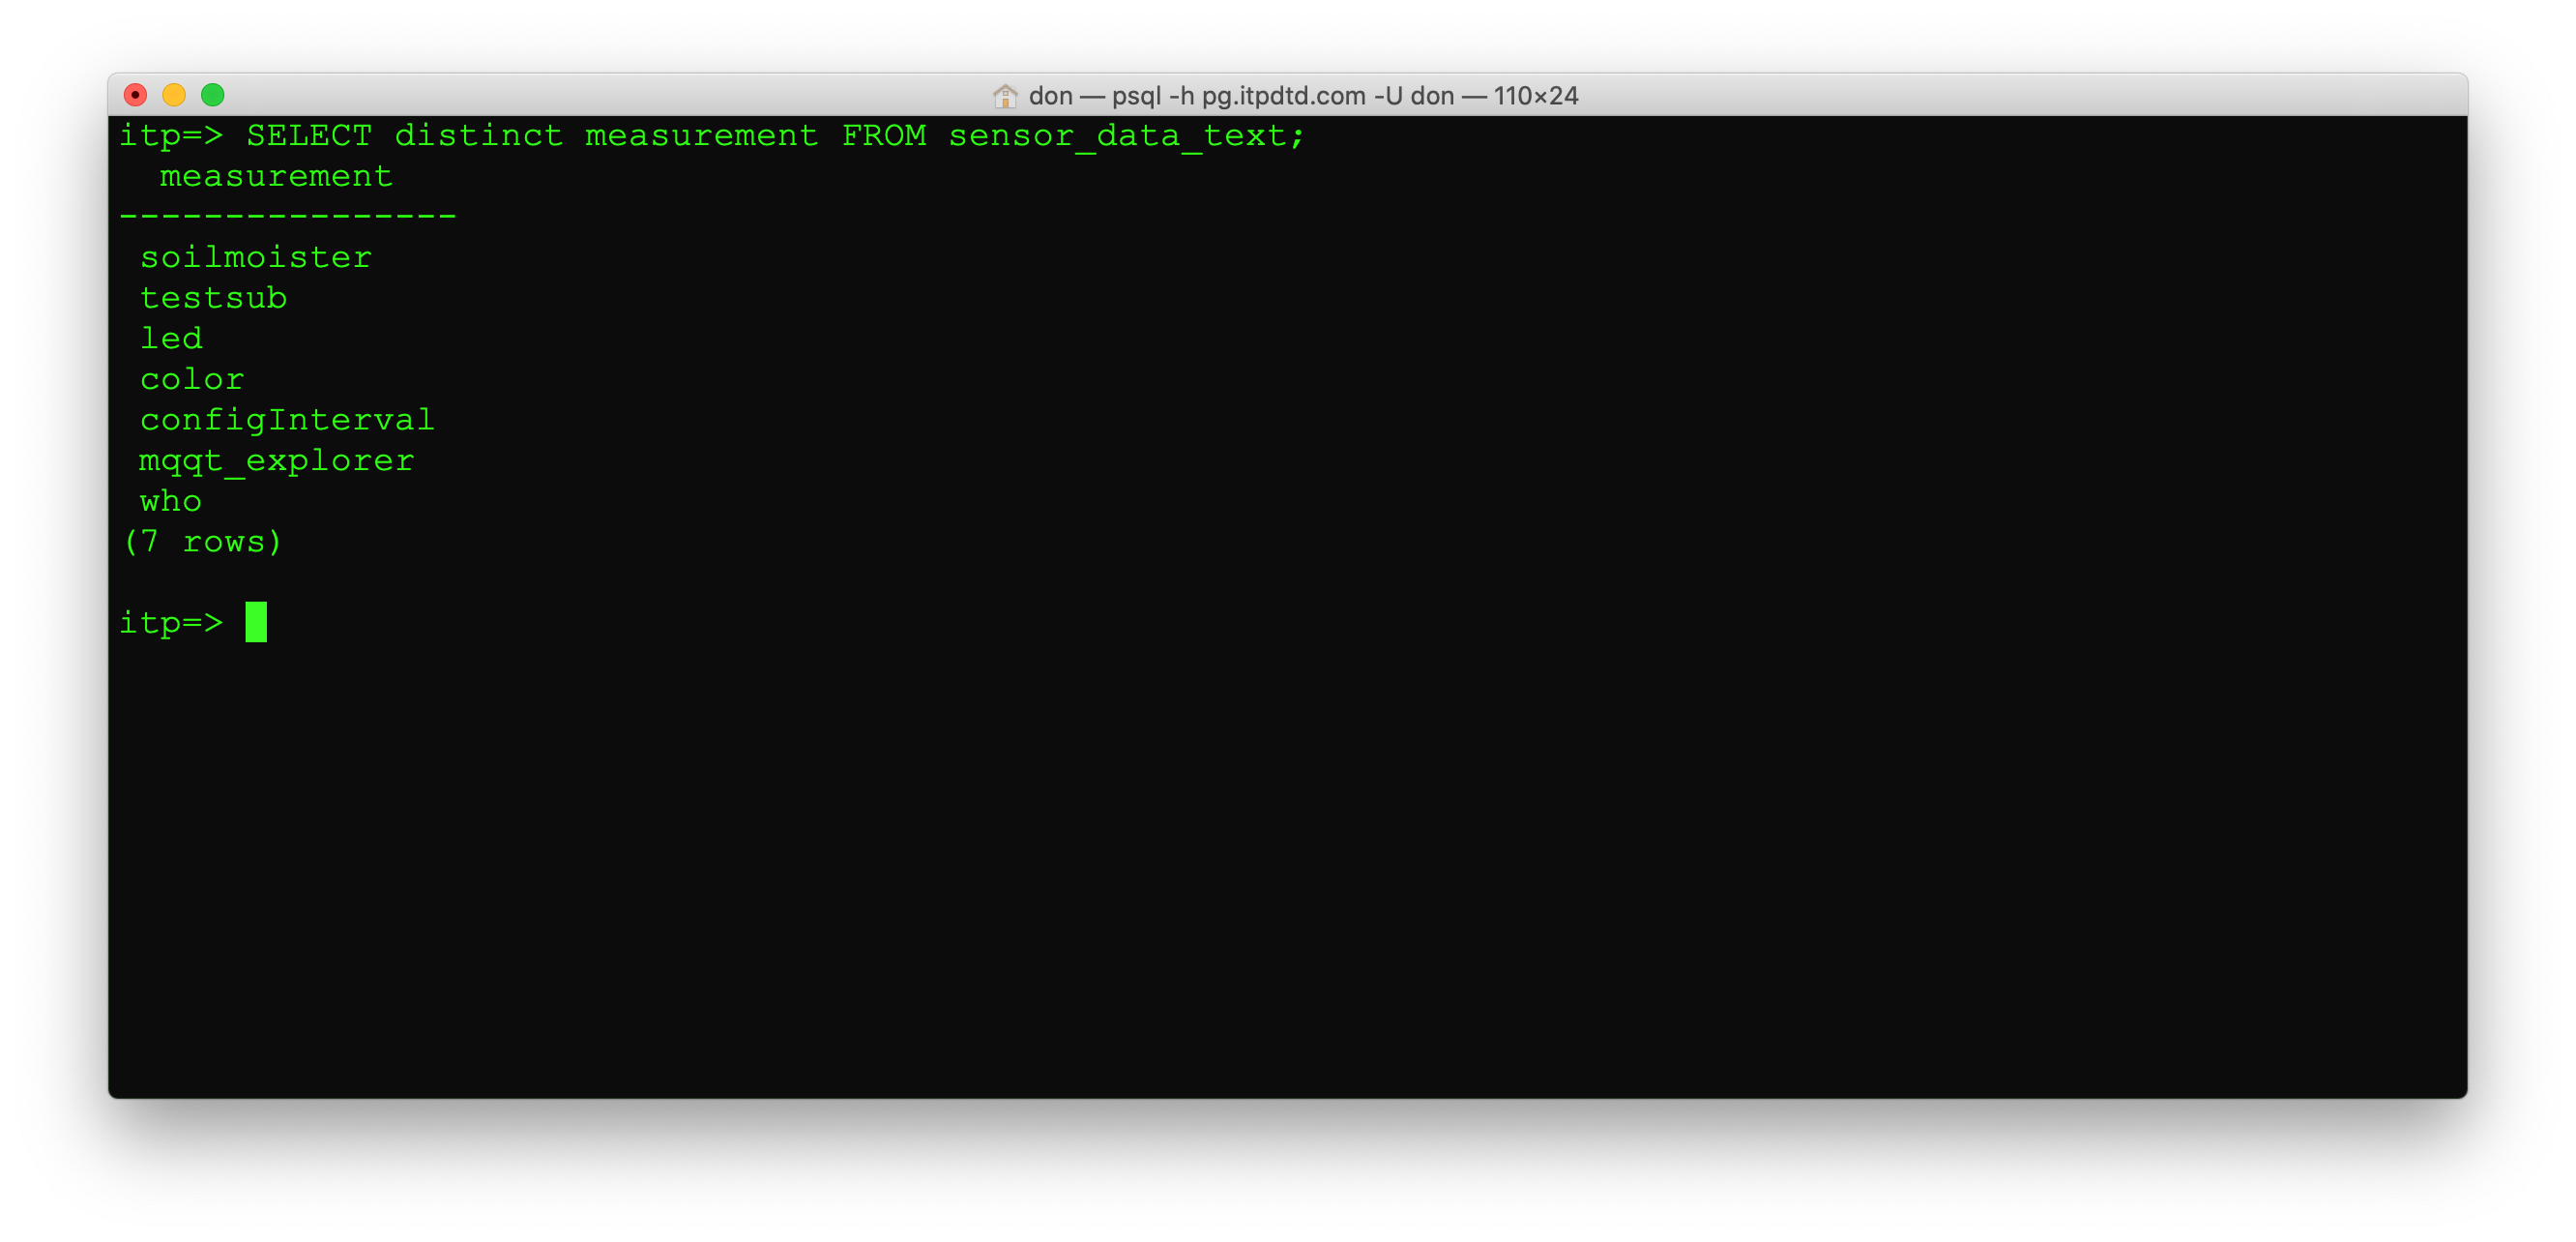 don — psql -h pg.itpdtd.com -U don — 110×24
itp=> SELECT distinct measurement FROM sensor_data_text;
measurement
----------------
soilmoister
testsub
led
color
configInterval
mqqt_explorer
who
(7 rows)
itp=>